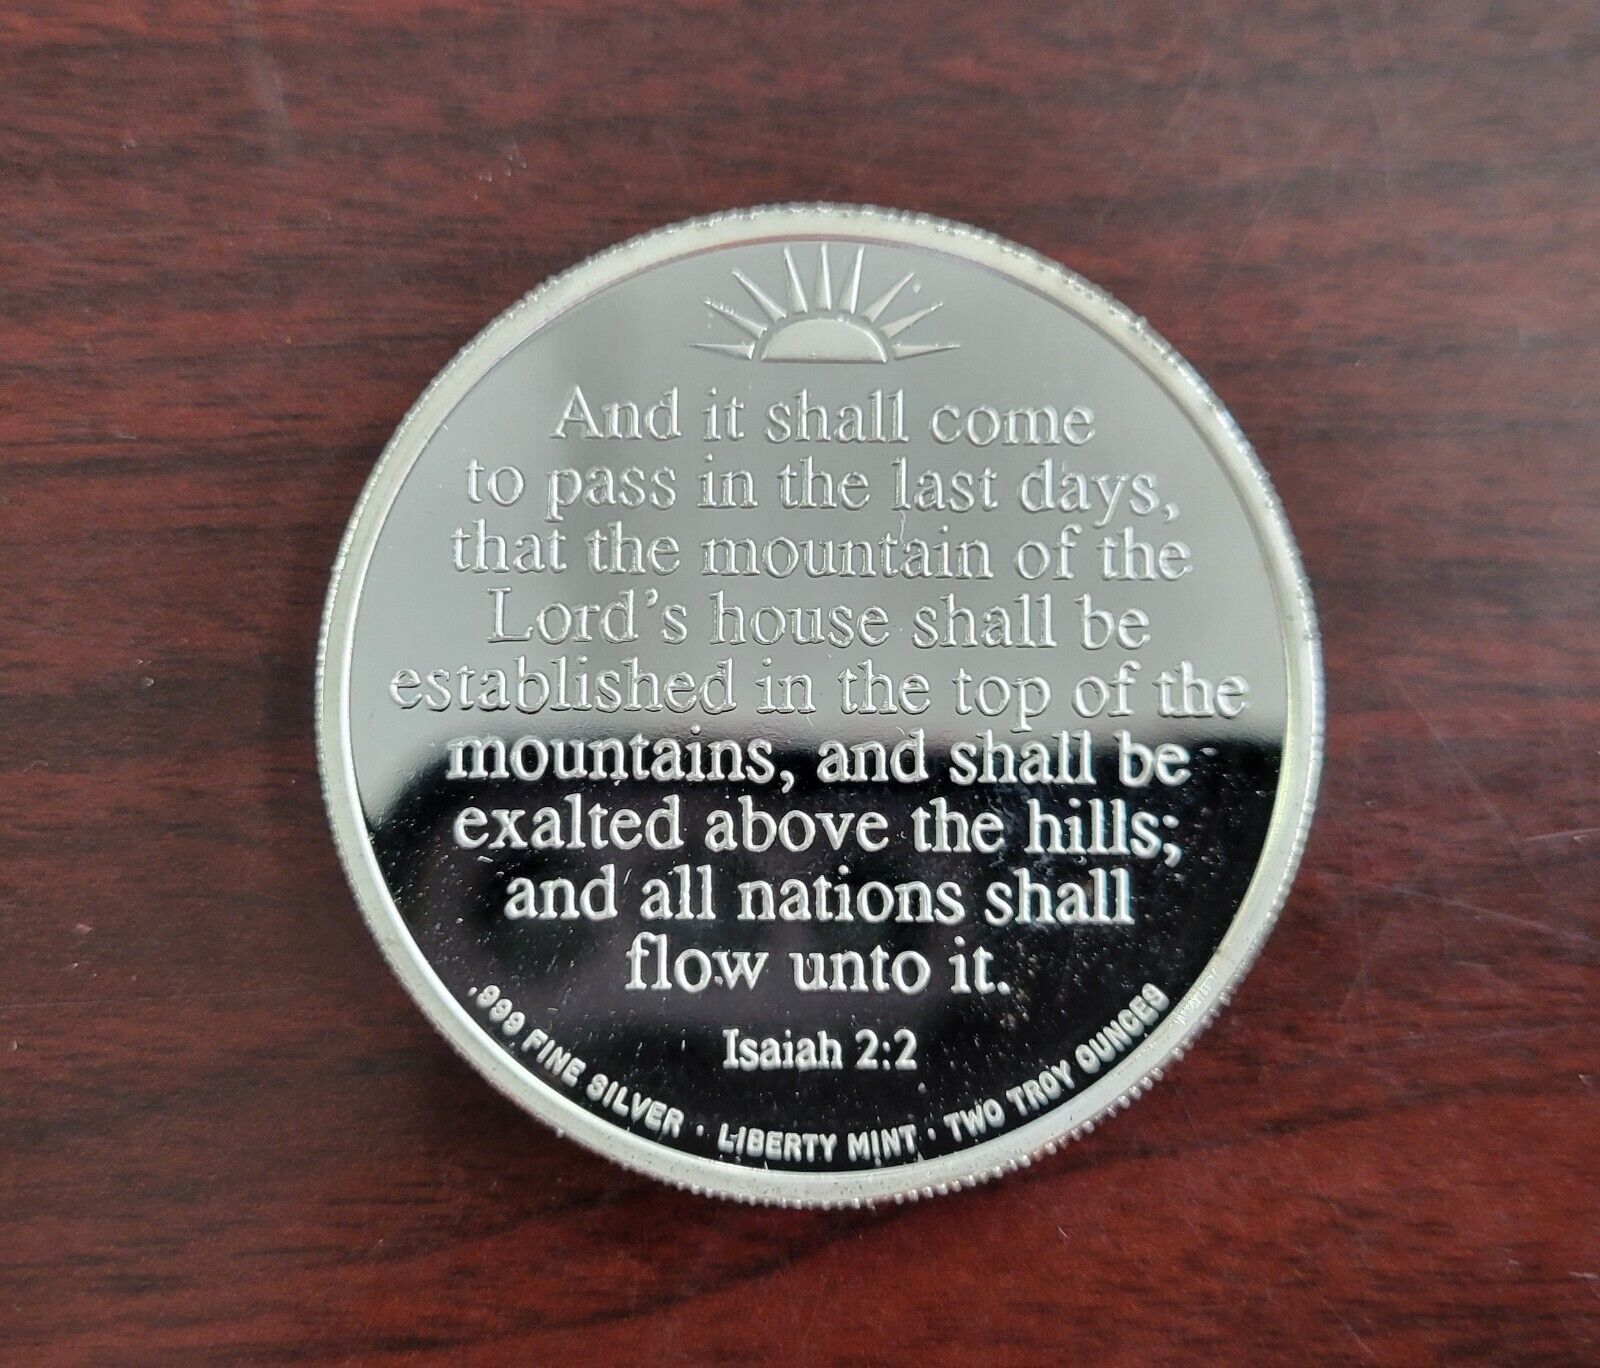 And it shall come
to pass in the last days,
that the mountain of the
Lord's house shall be
established in the top of the
mountains, and shall be
exalted above the hills;
and all nations shall
flow unto it.
Isaiah 2:2
.999 FINE SILVER · LIBERTY MINT · TWO TROY OUNCES